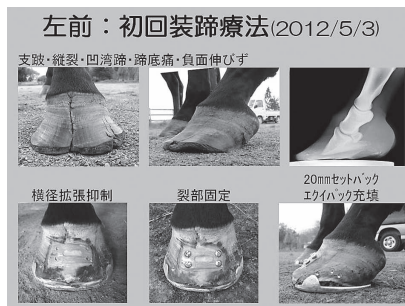 左前：初回装蹄療法(2012/5/3)
支跛・縦裂・凹湾蹄・蹄底痛・負面伸びず
横径拡張抑制
裂部固定
20mmセットバック
エクイパック充填